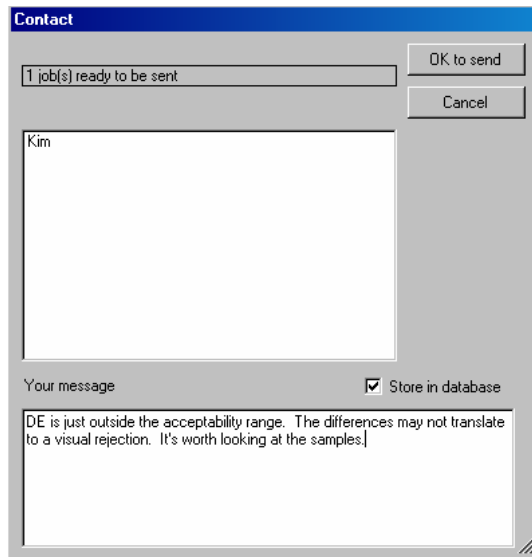 Contact
OK to send
1 job(s) ready to be sent
Cancel
Kim
Your message
Store in database
DE is just outside the acceptability range.  The differences may not translate
to a visual rejection.  It's worth looking at the samples.